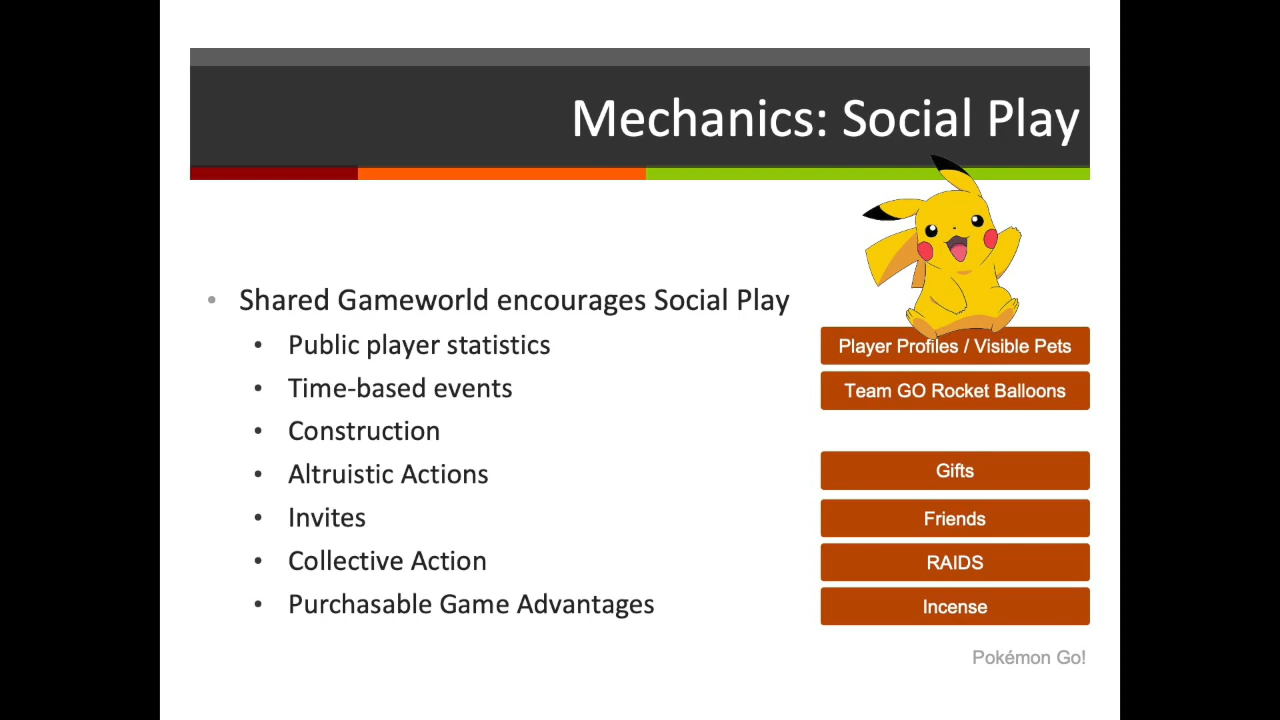 Mechanics: Social Play
• Shared Gameworld encourages Social Play
• Public player statistics
Player Profiles / Visible Pets
• Time-based events
Team GO Rocket Balloons
• Construction
• Altruistic Actions
Gifts
• Invites
Friends
• Collective Action
RAIDS
• Purchasable Game Advantages
Incense
Pokémon Go!